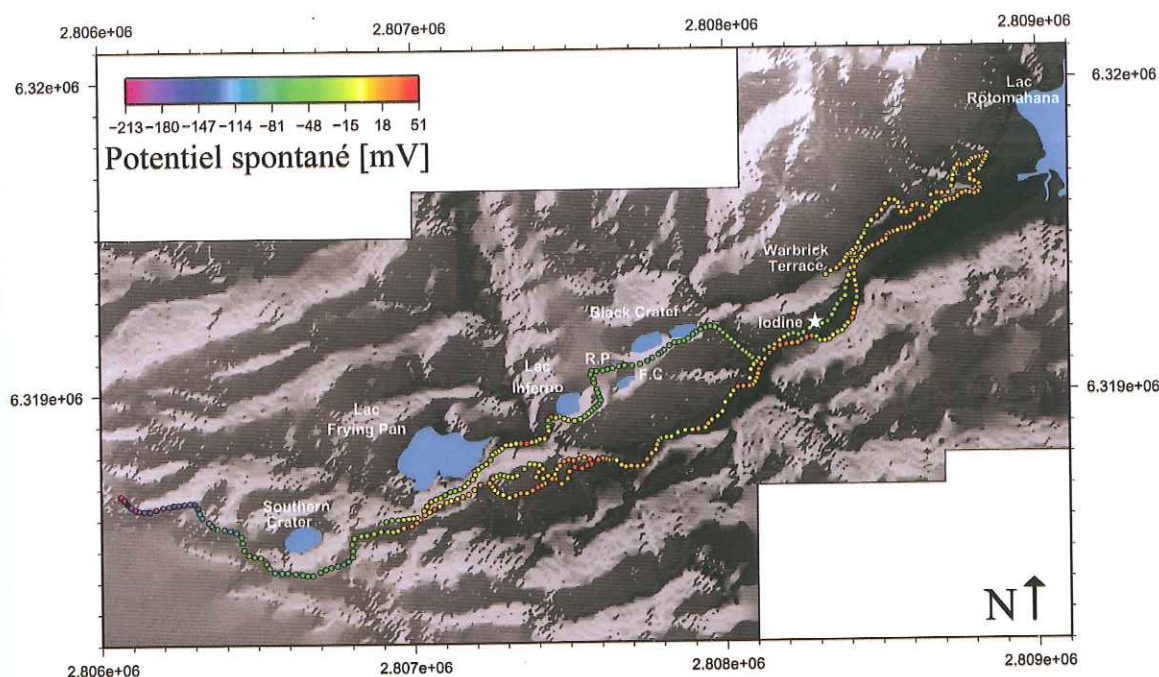 2.806e+06 2.807e+06 2.808e+06 2.809e+06
6.32e+06 6.32e+06
-213 -180 -147 -114 -81 -48 -15 18 51
Potentiel spontané [mV]
Lac
Rotomahana
Warbrick
Terrace
Iodine
Black Crater
R.P
F.C
Lac
Inferno
6.319e+06 6.319e+06
Lac
Frying Pan
Southern
Crater
N
2.806e+06 2.807e+06 2.808e+06 2.809e+06